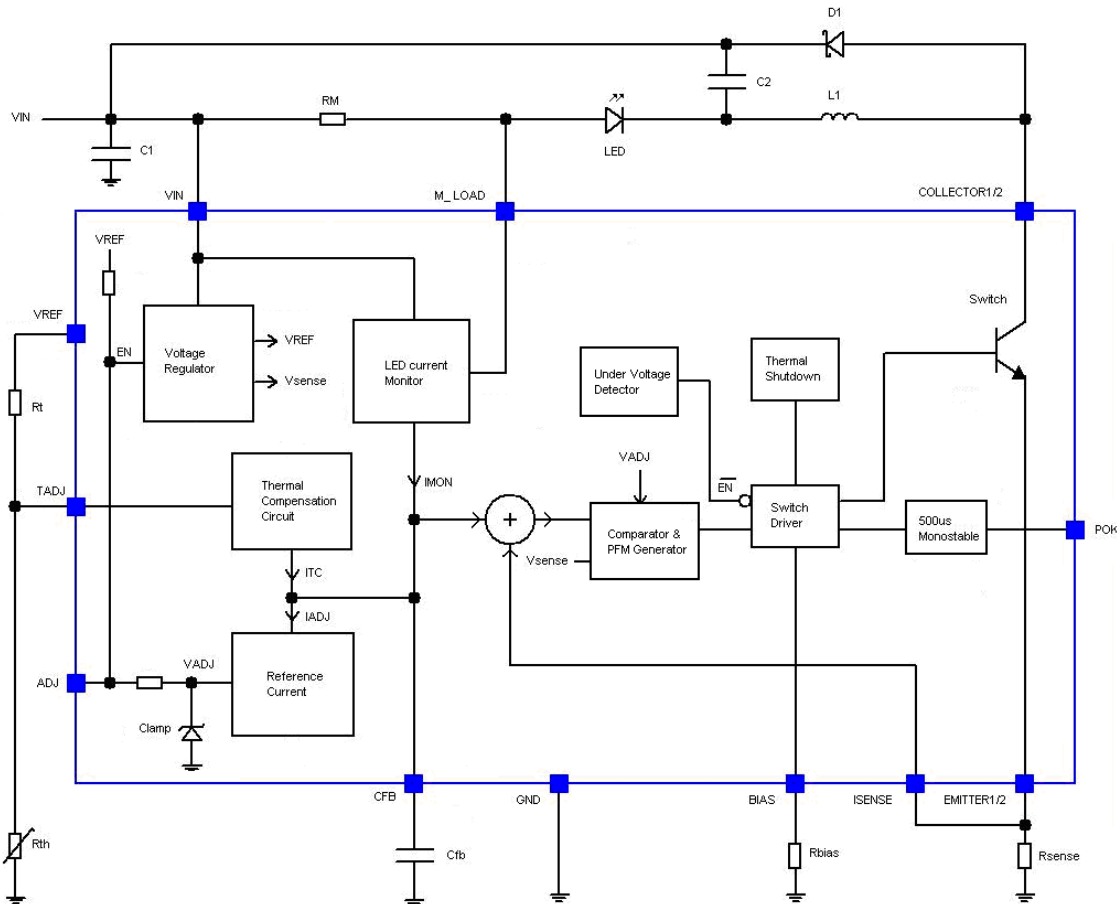 D1
C2
RM
L1
VIN
LED
C1
VIN
M_LOAD
COLLECTOR1/2
VREF
Switch
VREF
EN
Voltage
Regulator
VREF
Vsense
LED current
Monitor
Under Voltage
Detector
Thermal
Shutdown
Rt
TADJ
Thermal
Compensation
Circuit
IMON
VADJ
EN
Switch
Driver
500us
Monostable
POK
+
Comparator &
PFM Generator
Vsense
ITC
IADJ
VADJ
ADJ
Reference
Current
Clamp
CFB
GND
BIAS
ISENSE
EMITTER1/2
Rth
Cfb
Rbias
Rsense